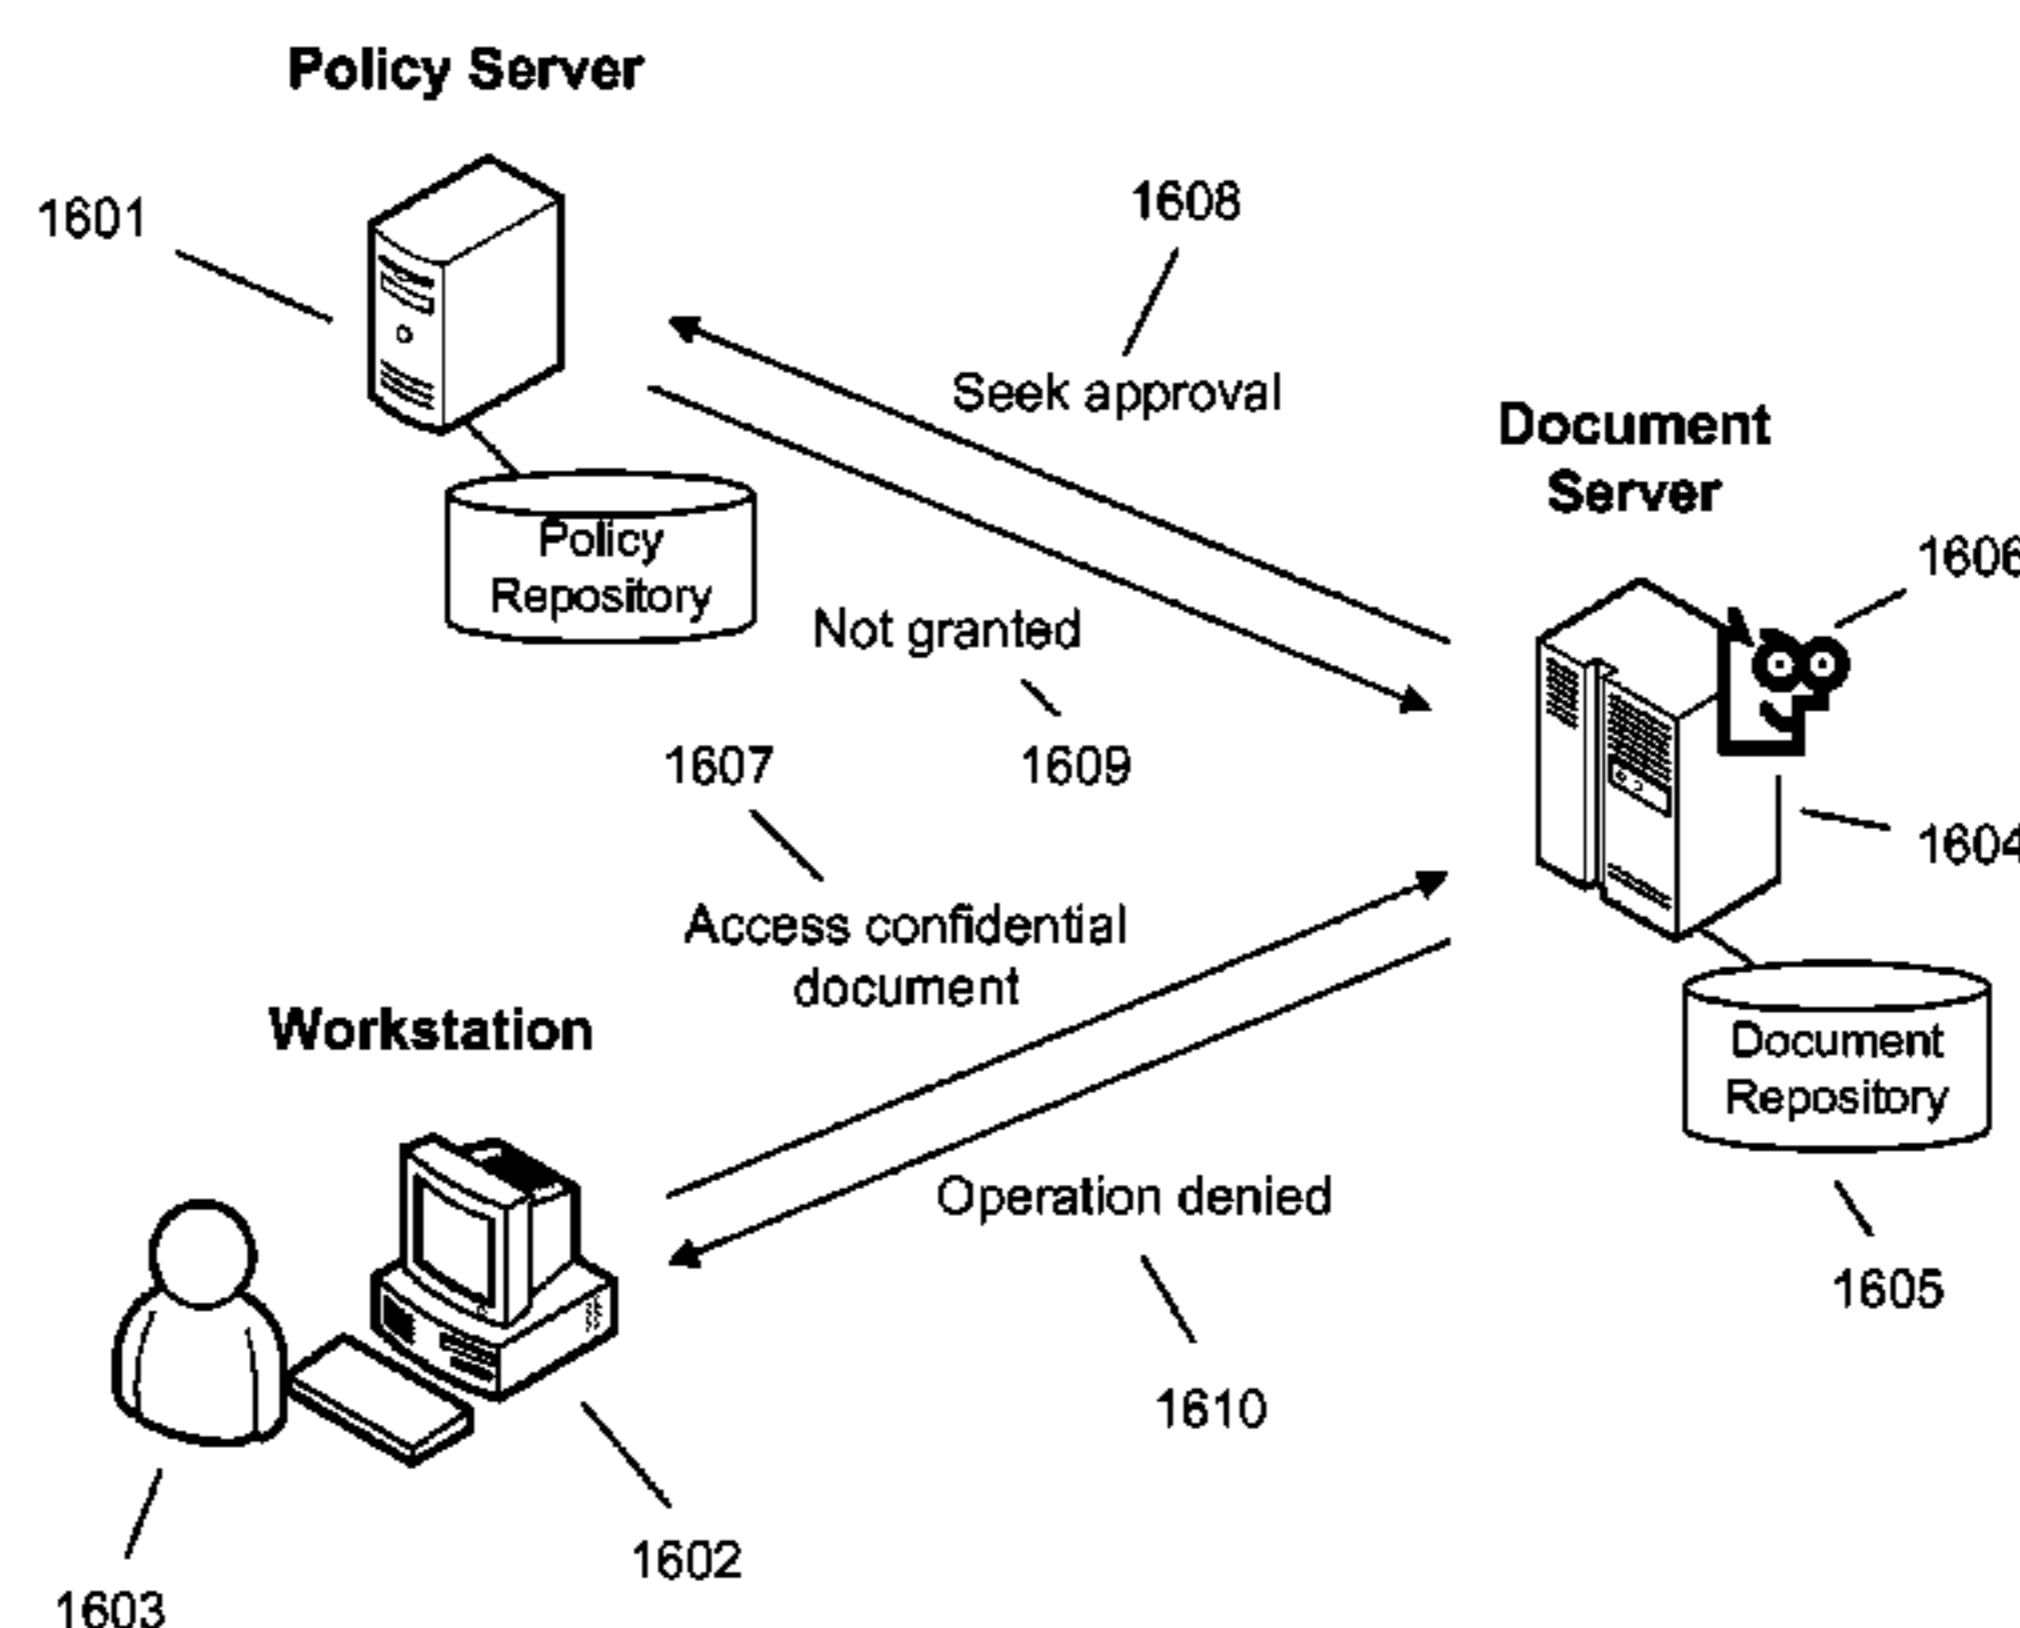 Policy Server
1601
1608
Seek approval
Document
Server
Policy
Repository
1606
Not granted
1607
1609
1604
Access confidential
document
Workstation
Document
Repository
Operation denied
1605
1610
1602
1603